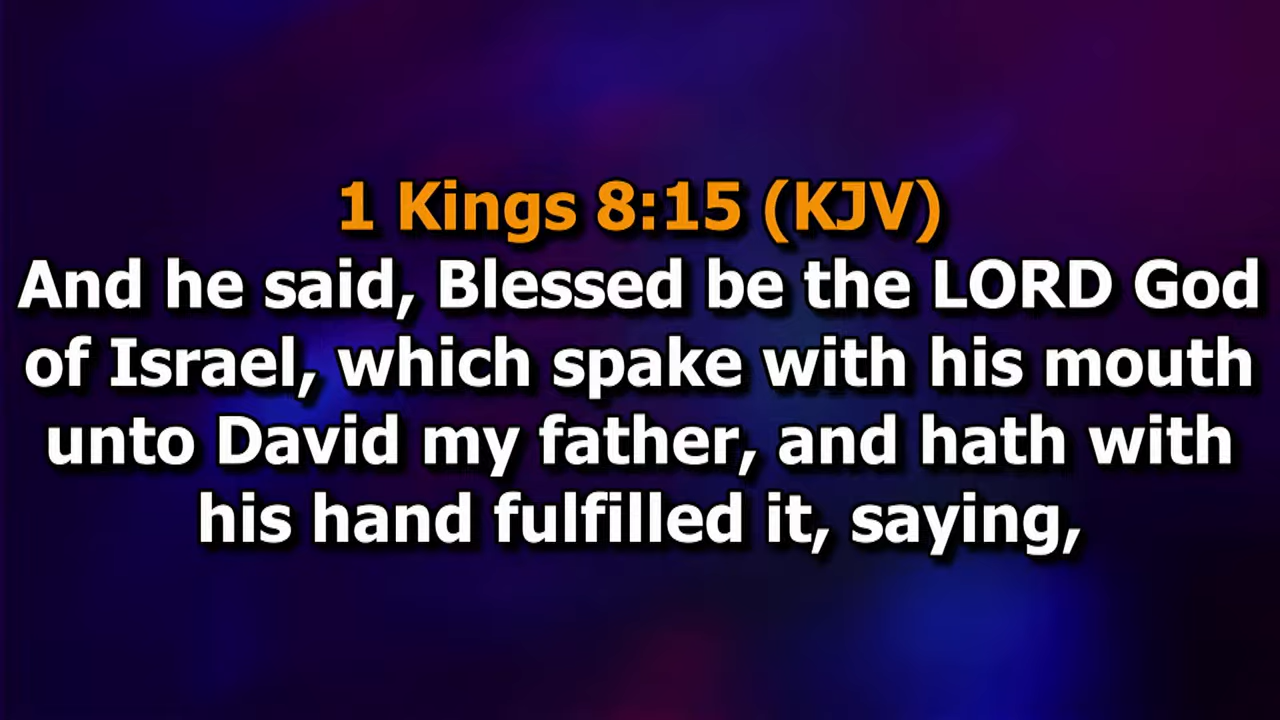 1 Kings 8:15 (KJV)
And he said, Blessed be the LORD God
of Israel, which spake with his mouth
unto David my father, and hath with
his hand fulfilled it, saying,